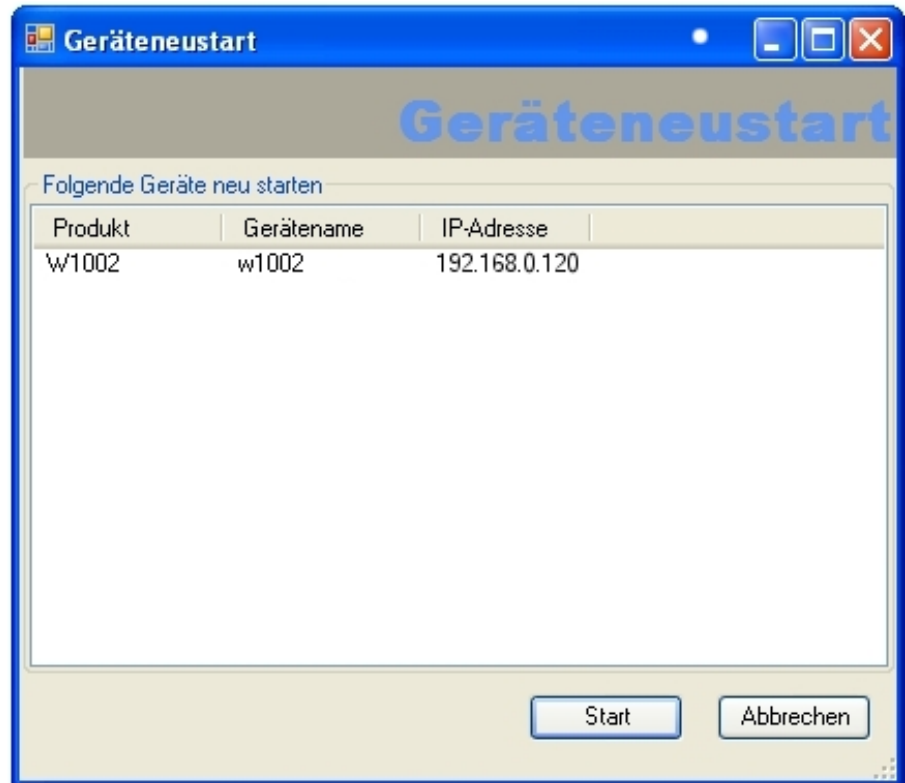 Geräteneustart
Geräteneustart
Folgende Geräte neu starten
Produkt Gerätename IP-Adresse
W1002 w1002 192.168.0.120
Start Abbrechen